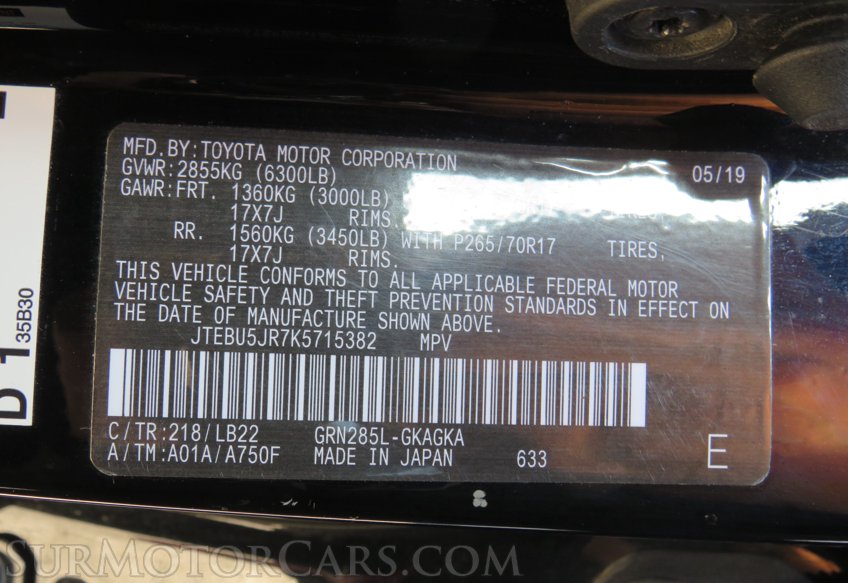 MFD. BY: TOYOTA MOTOR CORPORATION 05/19
GVWR: 2855KG (6300LB)
GAWR: FRT. 1360KG (3000LB)
17X7J RIMS.
RR. 1560KG (3450LB) WITH P265/70R17 TIRES,
17X7J RIMS.
THIS VEHICLE CONFORMS TO ALL APPLICABLE FEDERAL MOTOR
VEHICLE SAFETY AND THEFT PREVENTION STANDARDS IN EFFECT ON
THE DATE OF MANUFACTURE SHOWN ABOVE.
JTEBU5JR7K5715382 MPV
C/TR: 218/LB22 GRN285L-GKAGKA
A/TM: A01A/A750F MADE IN JAPAN 633 E
35B30
SurMotorCars.com